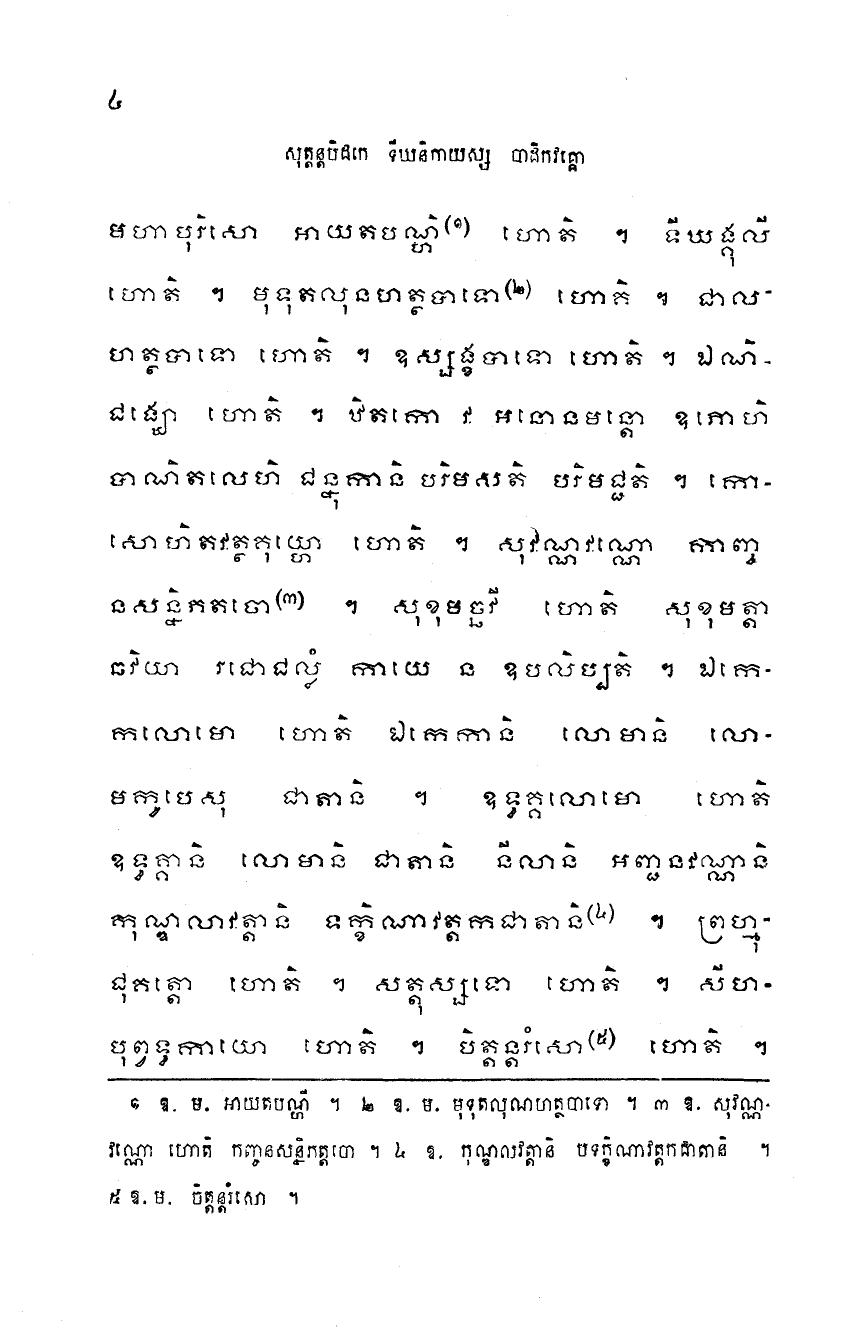 ៤
សុត្តន្តបិដកេ ទីឃនិកាយស្ស បាដិកវគ្គោ
មហាបុរិសោ អាយតបណ្ហិ(១) ហោតិ ។ ទីឃង្គុលី
ហោតិ ។ មុទុតលុនហត្ថបាទោ(២) ហោតិ ។ ជាល-
ហត្ថបាទោ ហោតិ ។ ឧស្សង្ខបាទោ ហោតិ ។ ឯណិ-
ជង្ឃោ ហោតិ ។ ឋិតកោ វ អនោនមន្តោ ឧភោហិ
បាណិតលេហិ ជន្នុកានិ បរិមសតិ បរិមជ្ជតិ ។ កោ-
សោហិតវត្ថគុយ្ហោ ហោតិ ។ សុវណ្ណវណ្ណោ កាញ្ច
នសន្និភតចោ(៣) ។ សុខុមច្ឆវី ហោតិ សុខុមត្តា
ឆវិយា រជោជល្លំ កាយេ ន ឧបលិប្បតិ ។ ឯកេ-
កលោមោ ហោតិ ឯកេកានិ លោមានិ លោ-
មកូបេសុ ជាតានិ ។ ឧទ្ធគ្គលោមោ ហោតិ
ឧទ្ធគ្គានិ លោមានិ ជាតានិ នីលានិ អញ្ជនវណ្ណានិ
កុណ្ឌលាវត្តានិ ទក្ខិណាវត្តកជាតានិ(៤) ។ ព្រហ្មុ-
ជុគត្តោ ហោតិ ។ សត្តុស្សទោ ហោតិ ។ សីហ-
បុព្វទ្ធកាយោ ហោតិ ។ បិត្តន្តរំសោ(៥) ហោតិ ។
១ ឧ. ម. អាយតបណ្ហី ។ ២ ឧ. ម. មុទុតលុណហត្ថបាទោ ។ ៣ ឧ. សុវណ្ណ-
វណ្ណោ ហោតិ កញ្ចនសន្និភត្តចោ ។ ៤ ឧ. កុណ្ឌលវត្តានិ បទក្ខិណាវត្តកជាតានិ ។
៥ ឧ. ម. ចិត្តន្តរំសោ ។